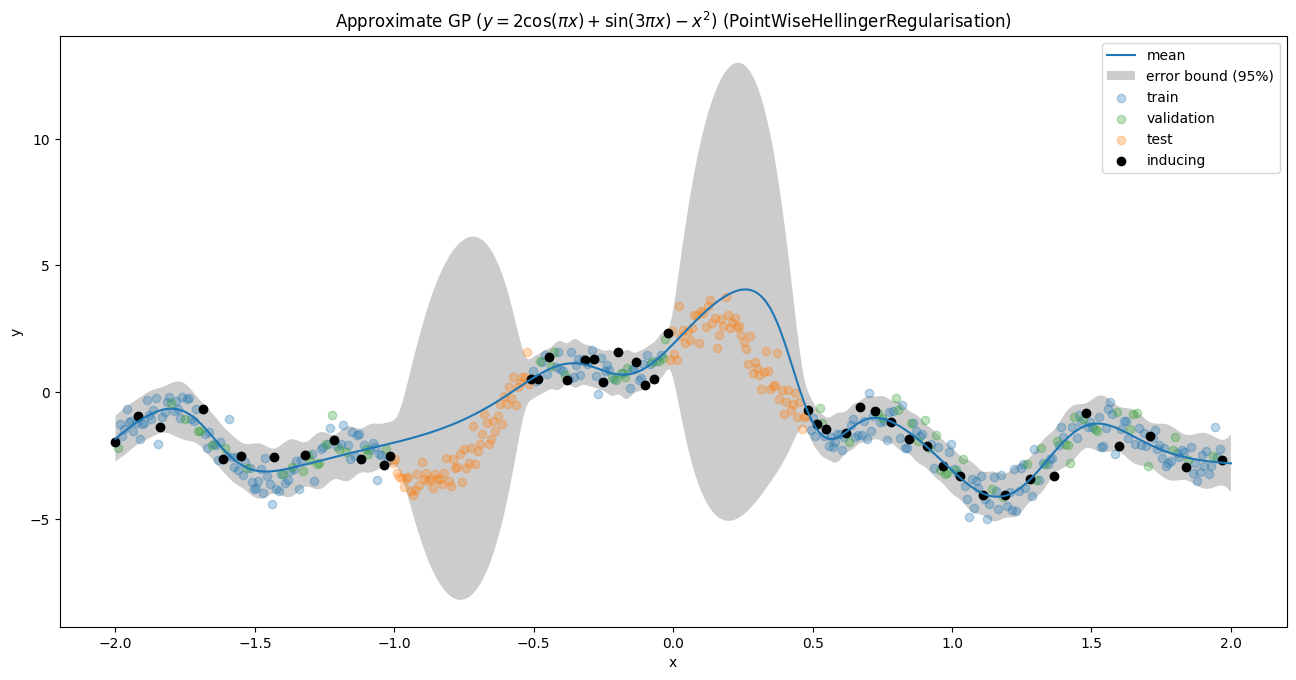 Approximate GP (y = 2cos(πx) + sin(3πx) − x²) (PointWiseHellingerRegularisation)
mean
error bound (95%)
train
validation
test
inducing
10
5
0
−5
y
−2.0 −1.5 −1.0 −0.5 0.0 0.5 1.0 1.5 2.0
x